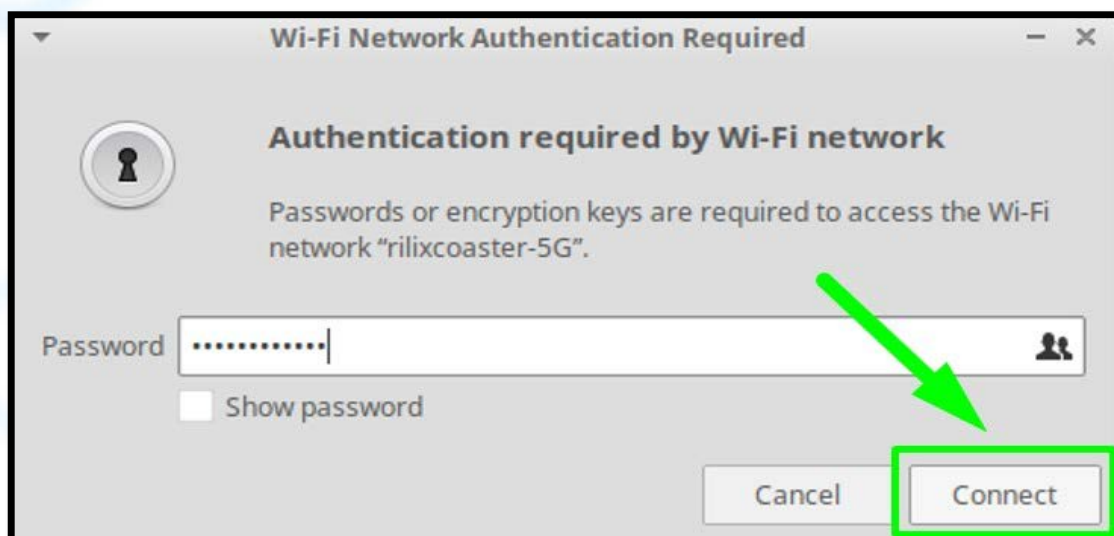 Wi-Fi Network Authentication Required
Authentication required by Wi-Fi network
Passwords or encryption keys are required to access the Wi-Fi
network “rilixcoaster-5G”.
Password ••••••••••••
Show password
Cancel Connect